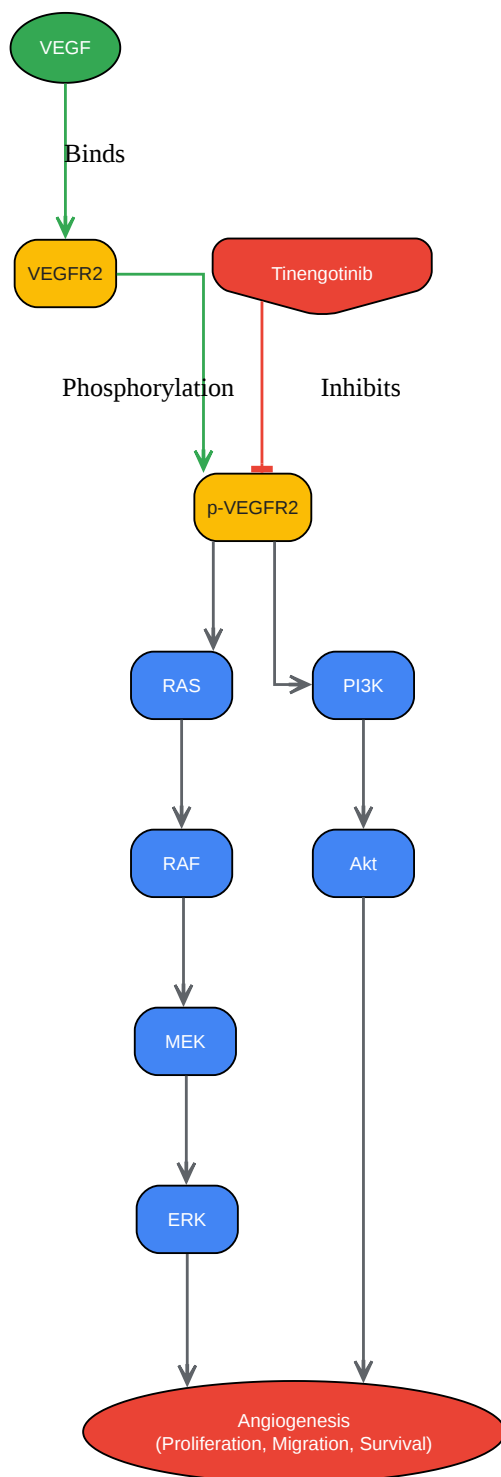 VEGF
Binds
VEGFR2
Tinengotinib
Phosphorylation
Inhibits
p-VEGFR2
RAS
PI3K
RAF
Akt
MEK
ERK
Angiogenesis
(Proliferation, Migration, Survival)